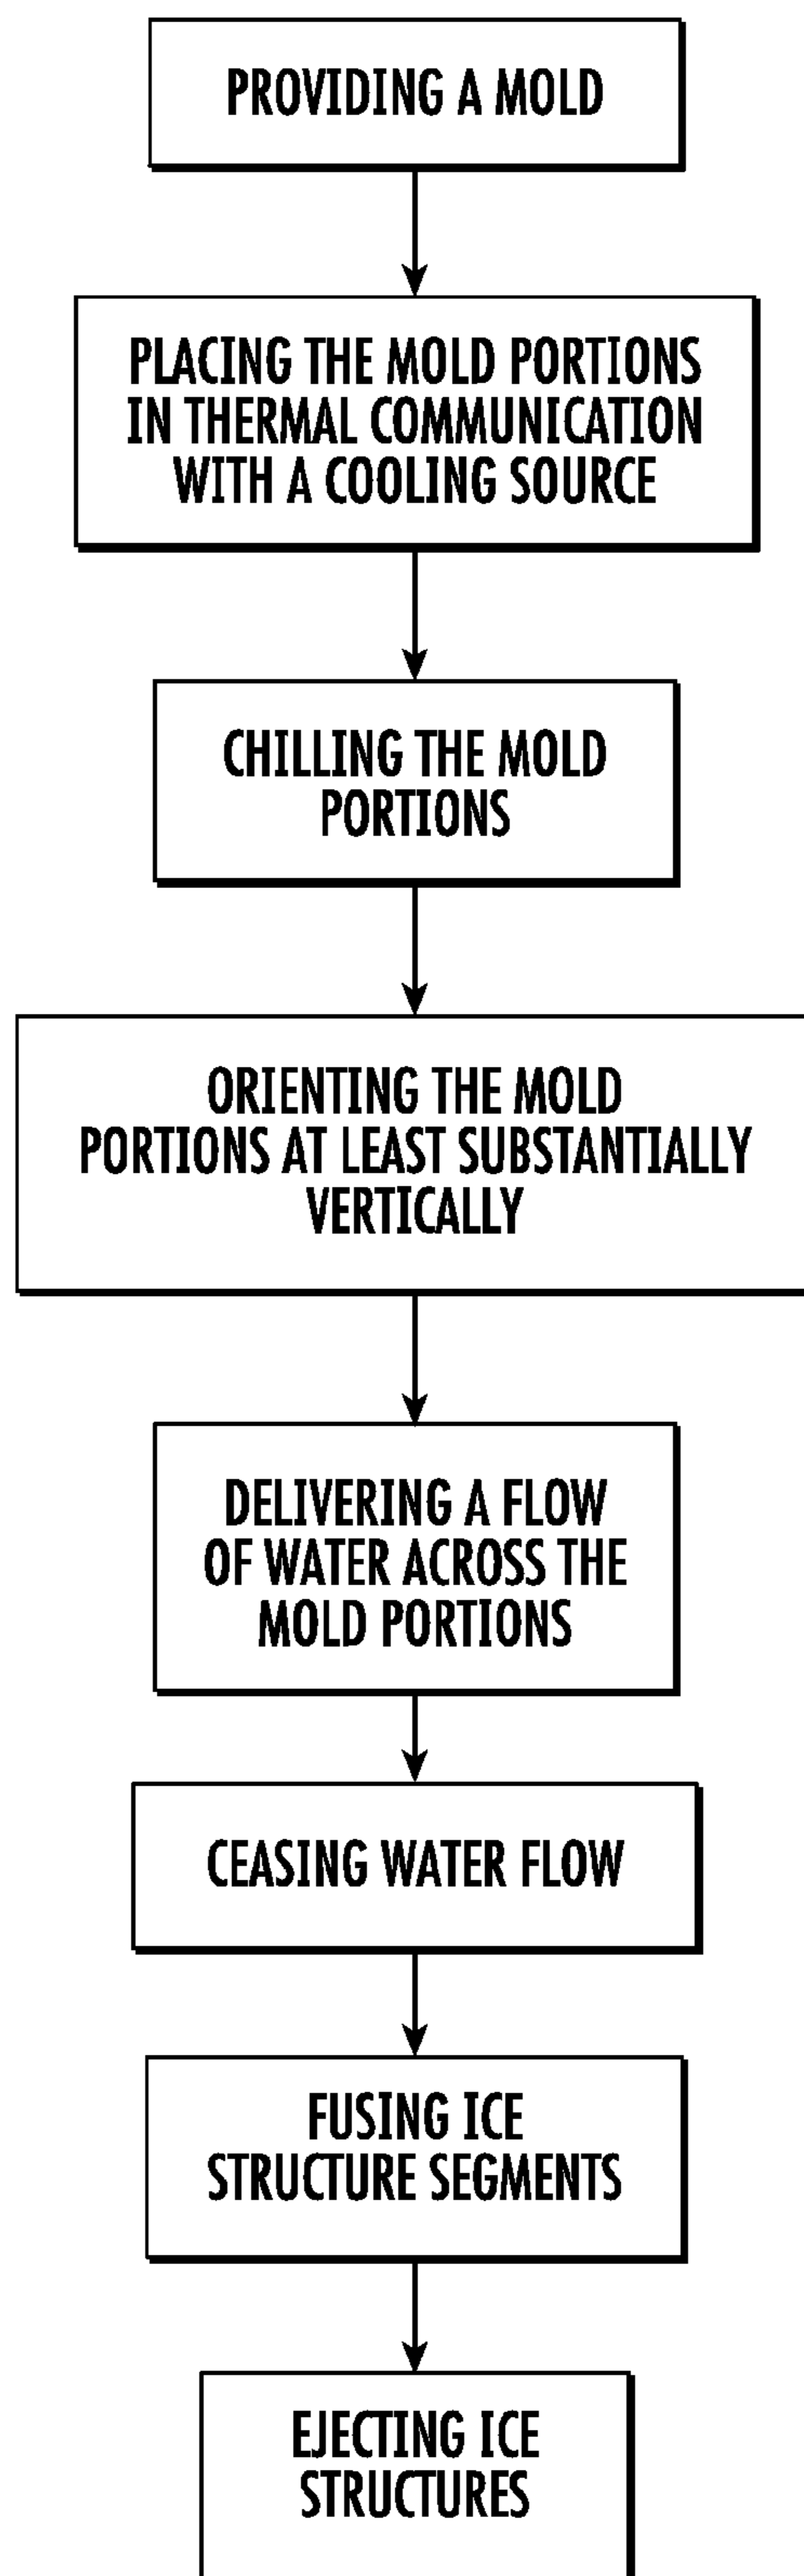 PROVIDING A MOLD
PLACING THE MOLD PORTIONS
IN THERMAL COMMUNICATION
WITH A COOLING SOURCE
CHILLING THE MOLD
PORTIONS
ORIENTING THE MOLD
PORTIONS AT LEAST SUBSTANTIALLY
VERTICALLY
DELIVERING A FLOW
OF WATER ACROSS THE
MOLD PORTIONS
CEASING WATER FLOW
FUSING ICE
STRUCTURE SEGMENTS
EJECTING ICE
STRUCTURES